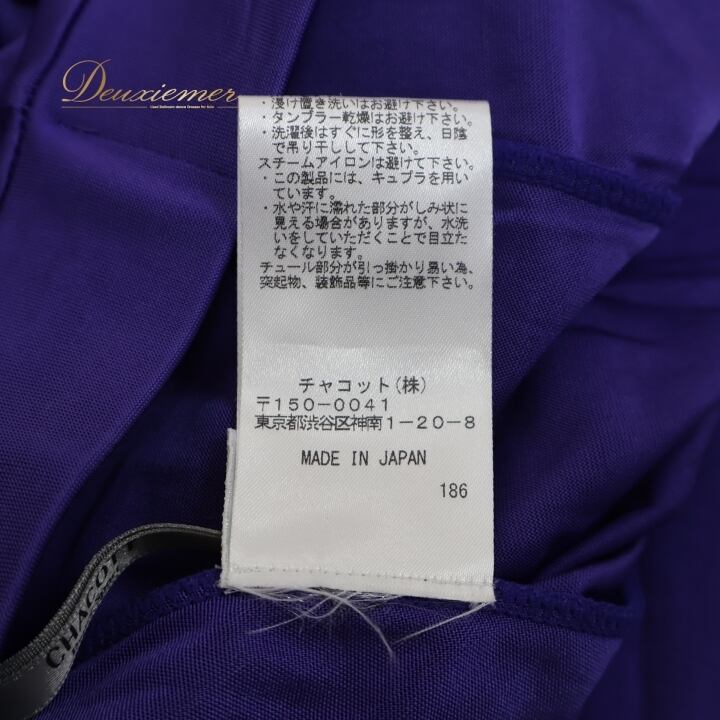 Deuxiemer
Used Ballroom dance Dresses for Sale
・浸け置き洗いはお避け下さい。
・タンブラー乾燥はお避け下さい。
・洗濯後はすぐに形を整え、日陰
で吊り干しして下さい。
スチームアイロンは避けて下さい。
・この製品には、キュプラを用い
ています。
・水や汗に濡れた部分がしみ状に
見える場合がありますが、水洗
いをしていただくことで目立た
なくなります。
チュール部分が引っ掛かり易い為、
突起物、装飾品等にご注意下さい。
チャコット(株)
〒150-0041
東京都渋谷区神南1-20-8
MADE IN JAPAN
186
CHACOTT